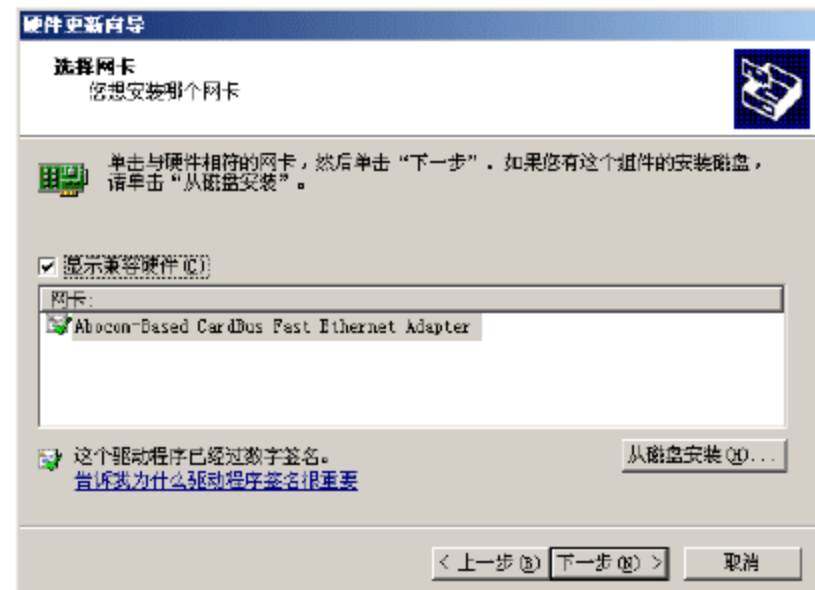 硬件更新向导
选择网卡
您想安装哪个网卡
单击与硬件相符的网卡，然后单击“下一步”。如果您有这个组件的安装磁盘，
请单击“从磁盘安装”。
显示兼容硬件(C)
网卡:
Abocon-Based CardBus Fast Ethernet Adapter
这个驱动程序已经过数字签名。
从磁盘安装(H)...
告诉我为什么驱动程序签名很重要
< 上一步(B)
下一步(N) >
取消